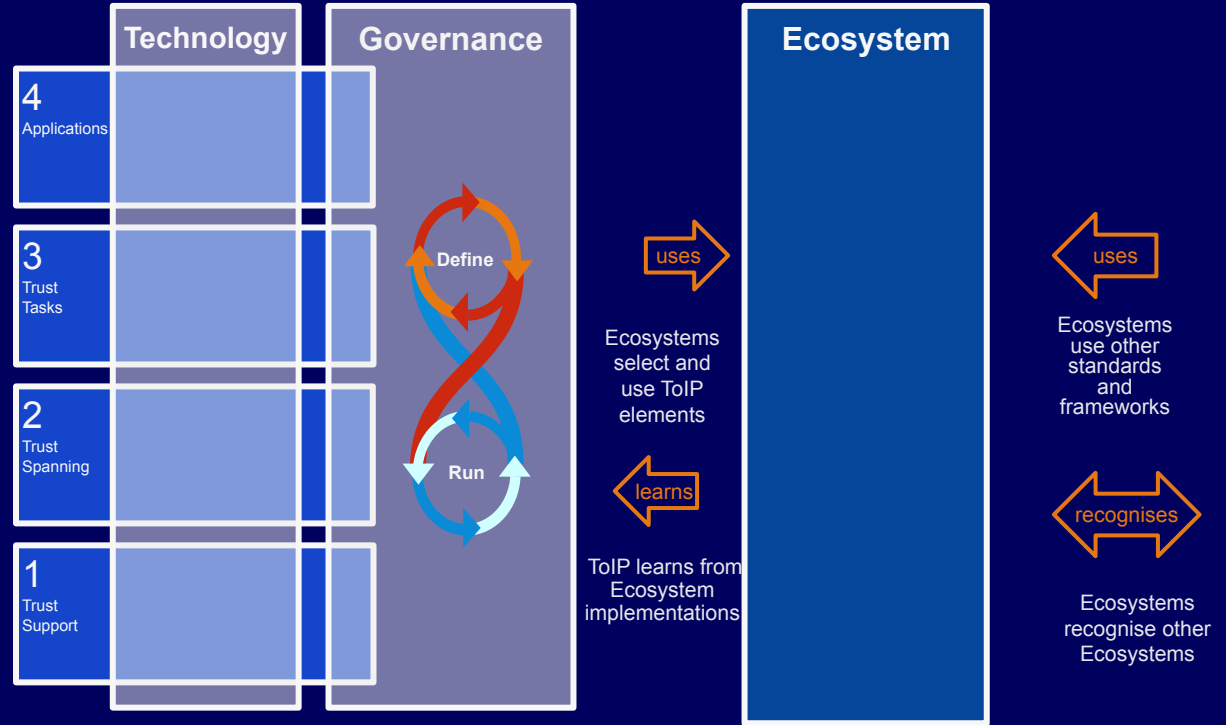 Technology
Governance
Ecosystem
4
Applications
3
Trust
Tasks
2
Trust
Spanning
1
Trust
Support
Define
Run
uses
Ecosystems
select and
use ToIP
elements
learns
ToIP learns from
Ecosystem
implementations
uses
Ecosystems
use other
standards
and
frameworks
recognises
Ecosystems
recognise other
Ecosystems